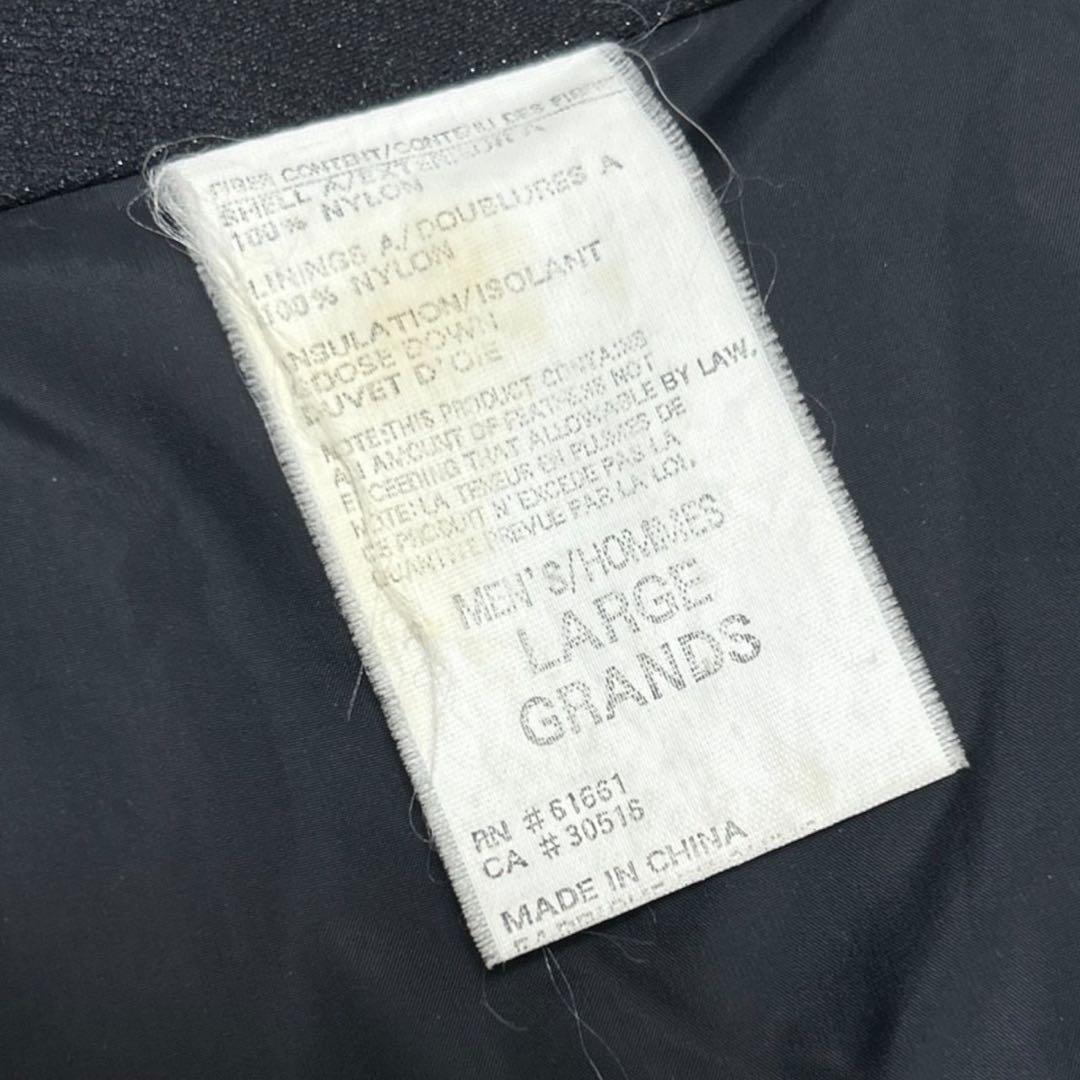 FIBER CONTENT/CONTENU DES FIBRES
SHELL A/EXTERIOR A
100% NYLON
LININGS A/DOUBLURES A
100% NYLON
INSULATION/ISOLANT
GOOSE DOWN
DUVET D'OIE
NOTE:THIS PRODUCT CONTAINS
AN AMOUNT OF NOT
EXCEEDING THAT ALLOWABLE BY LAW.
NOTE:LA TENEUR EN PLUMES DE
CE PRODUIT N'EXCEDE PAS LA
QUANTITE PREVUE PAR LA LOI.
MEN'S/HOMMES
LARGE
GRANDS
RN #61661
CA #30516
MADE IN CHINA